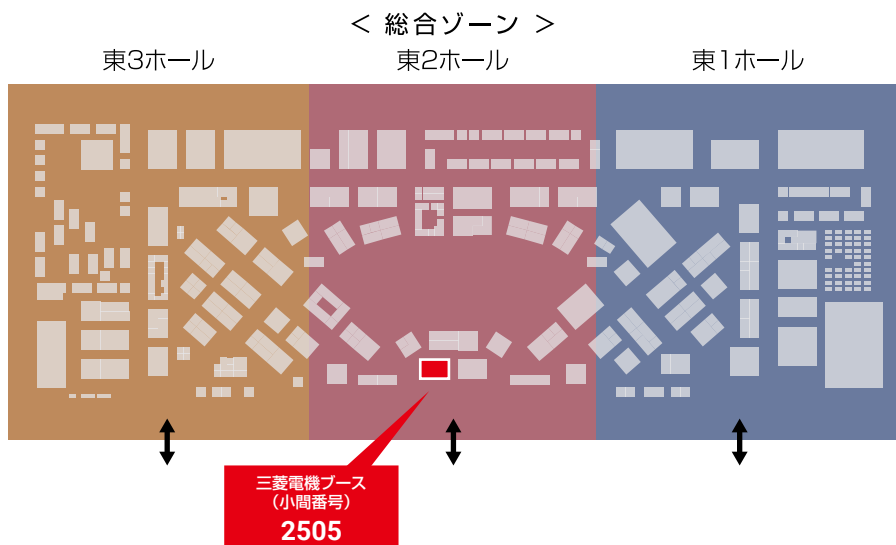 ＜ 総合ゾーン ＞
東3ホール
東2ホール
東1ホール
三菱電機ブース
（小間番号）
2505